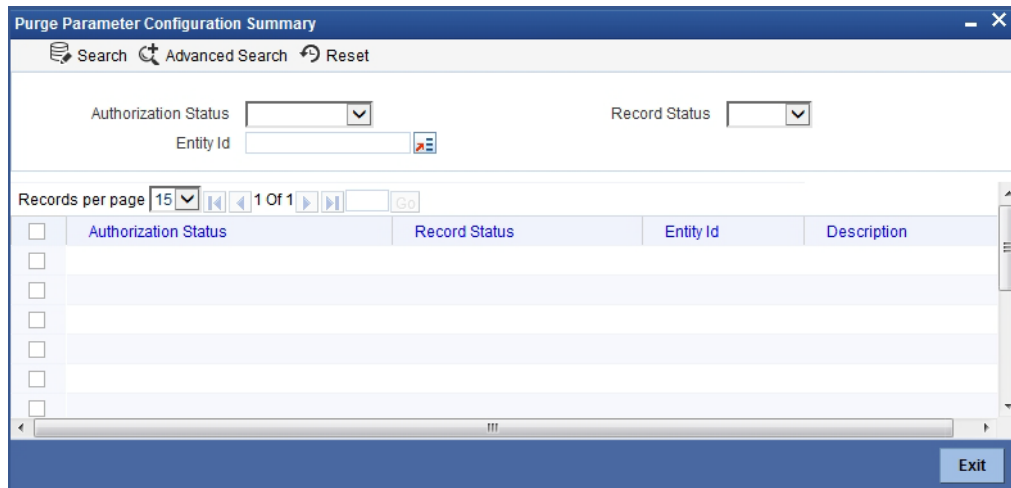 Purge Parameter Configuration Summary
Search Advanced Search Reset
Authorization Status Record Status
Entity Id
Records per page 15 1 Of 1 Go
Authorization Status Record Status Entity Id Description
Exit